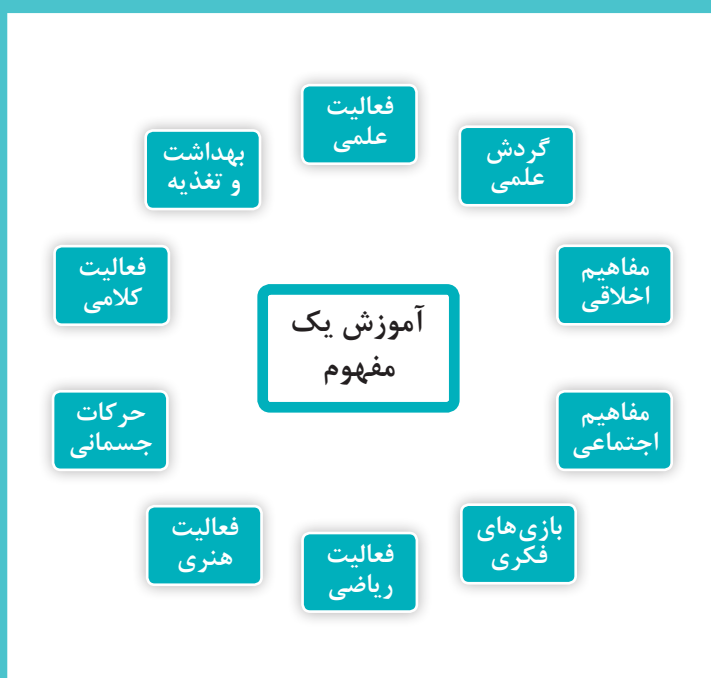 فعالیت
علمی
گردش
علمی
بهداشت
و تغذیه
مفاهیم
اخلاقی
فعالیت
کلامی
آموزش یک
مفهوم
مفاهیم
اجتماعی
حرکات
جسمانی
بازی‌های
فکری
فعالیت
ریاضی
فعالیت
هنری